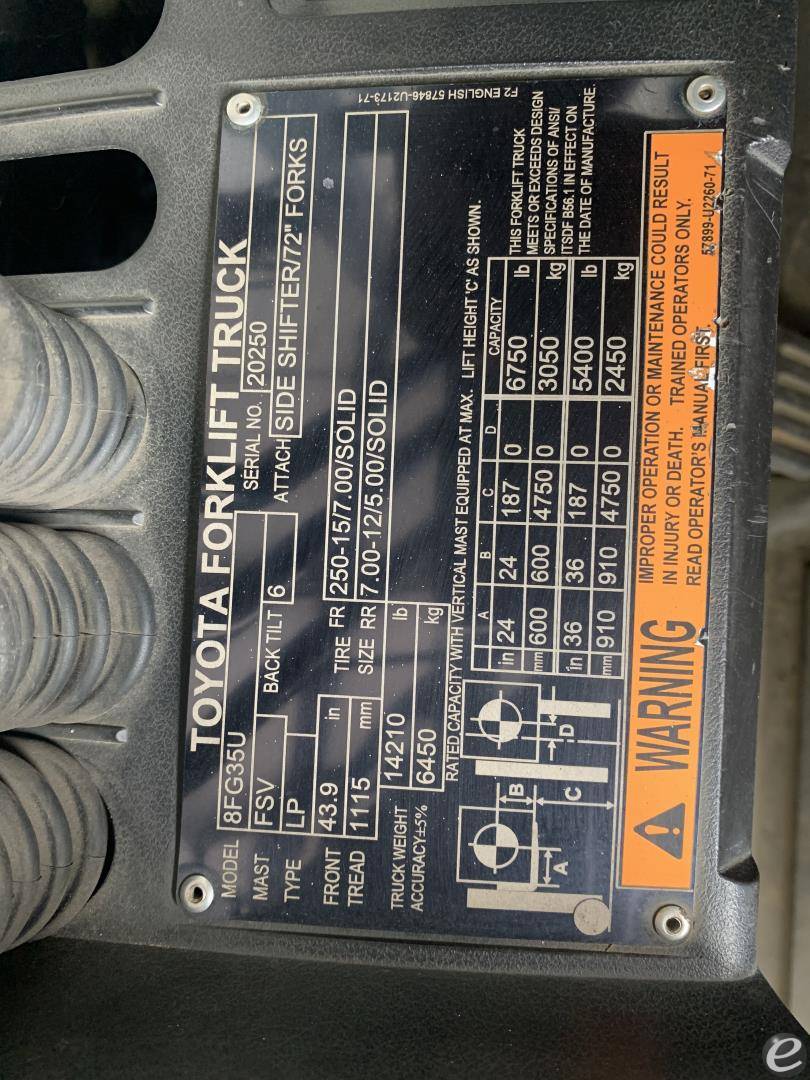 TOYOTA FORKLIFT TRUCK
F2 ENGLISH 57846-U2173-71
MODEL 8FG35U SERIAL NO. 20250
MAST FSV BACK TILT 6 ATTACH SIDE SHIFTER/72" FORKS
TYPE LP
FRONT 43.9 in TIRE FR 250-15/7.00/SOLID
TREAD 1115 mm SIZE RR 7.00-12/5.00/SOLID
TRUCK WEIGHT 14210 lb
ACCURACY±5% 6450 kg
RATED CAPACITY WITH VERTICAL MAST EQUIPPED AT MAX. . LIFT HEIGHT 'C' AS SHOWN.
A B C D CAPACITY
in 24 24 187 0 6750 lb
mm 600 600 4750 0 3050 kg
in 36 36 187 0 5400 lb
mm 910 910 4750 0 2450 kg
THIS FORKLIFT TRUCK
MEETS OR EXCEEDS DESIGN
SPECIFICATIONS OF ANSI/
ITSDF B56.1 IN EFFECT ON
THE DATE OF MANUFACTURE.
A B C D
WARNING
IMPROPER OPERATION OR MAINTENANCE COULD RESULT
IN INJURY OR DEATH. TRAINED OPERATORS ONLY.
READ OPERATOR'S MANUAL FIRST.
57899-U2260-71
e